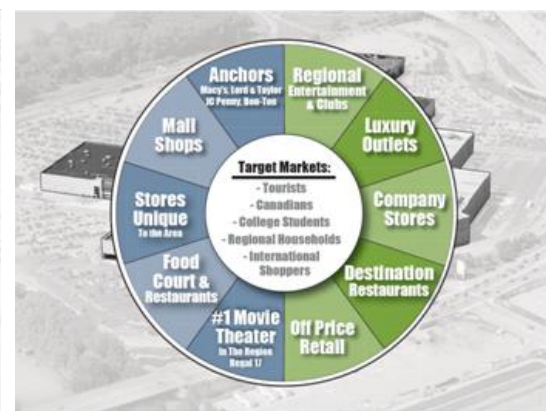 Anchors
Macy's, Lord & Taylor
JC Penny, Bon-Ton
Regional
Entertainment
& Clubs
Luxury
Outlets
Company
Stores
Destination
Restaurants
Off Price
Retail
#1 Movie
Theater
In The Region
Regal 17
Food
Court &
Restaurants
Stores
Unique
To the Area
Mall
Shops
Target Markets:
- Tourists
- Canadians
- College Students
- Regional Households
- International
Shoppers